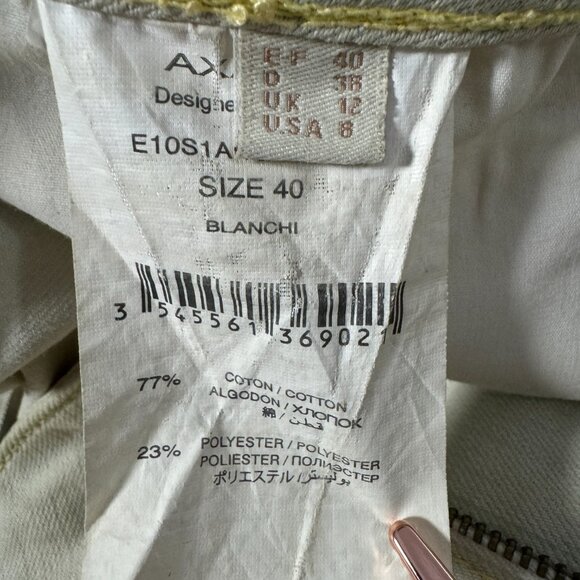 E F 40
D 38
UK 12
U.S.A 8
AX
Designe
E10S1A
SIZE 40
BLANCHI
3 545561 369021
77% COTON / COTTON
ALGODON / ХЛОПОК
綿 / قطن
23% POLYESTER / POLYESTER
POLIESTER / ПОЛИЭСТЕР
ポリエステル / بوليستر